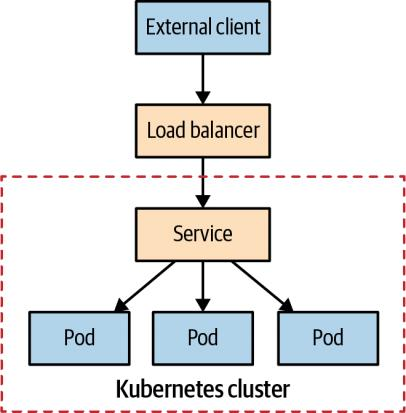 External client
Load balancer
Service
Pod
Pod
Pod
Kubernetes cluster